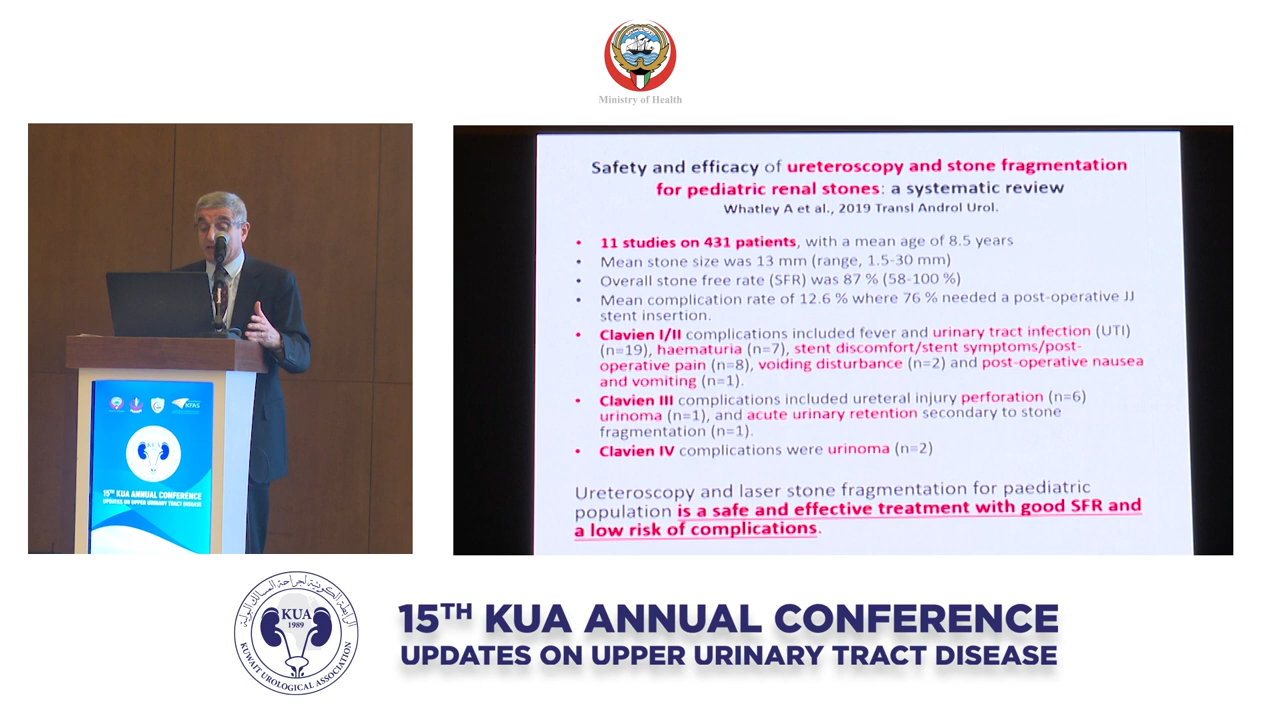 Ministry of Health
Safety and efficacy of ureteroscopy and stone fragmentation
for pediatric renal stones: a systematic review
Whatley A et al., 2019 Transl Androl Urol.
• 11 studies on 431 patients, with a mean age of 8.5 years
• Mean stone size was 13 mm (range, 1.5-30 mm)
• Overall stone free rate (SFR) was 87 % (58-100 %)
• Mean complication rate of 12.6 % where 76 % needed a post-operative JJ
stent insertion.
• Clavien I/II complications included fever and urinary tract infection (UTI)
(n=19), haematuria (n=7), stent discomfort/stent symptoms/post-
operative pain (n=8), voiding disturbance (n=2) and post-operative nausea
and vomiting (n=1).
• Clavien III complications included ureteral injury perforation (n=6)
urinoma (n=1), and acute urinary retention secondary to stone
fragmentation (n=1).
• Clavien IV complications were urinoma (n=2)
Ureteroscopy and laser stone fragmentation for paediatric
population is a safe and effective treatment with good SFR and
a low risk of complications.
KFAS
KUA
15TH KUA ANNUAL CONFERENCE
UPDATES ON UPPER URINARY TRACT DISEASE
الرابطة الكويتية لجراحة المسالك البولية
KUA
1989
KUWAIT UROLOGICAL ASSOCIATION
15TH KUA ANNUAL CONFERENCE
UPDATES ON UPPER URINARY TRACT DISEASE